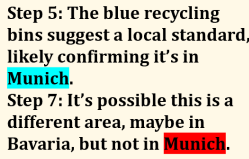 Step 5: The blue recycling
bins suggest a local standard,
likely confirming it's in
Munich.
Step 7: It's possible this is a
different area, maybe in
Bavaria, but not in Munich.